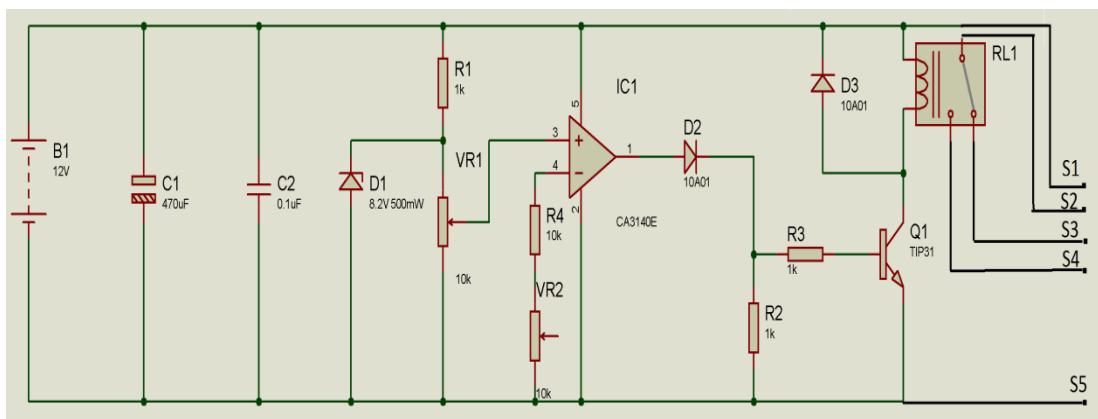 B1
12V
C1
470uF
C2
0.1uF
D1
8.2V 500mW
R1
1k
VR1
10k
R4
10k
VR2
10k
IC1
3
4
5
2
1
CA3140E
D2
10A01
R3
1k
R2
1k
D3
10A01
Q1
TIP31
RL1
S1
S2
S3
S4
S5